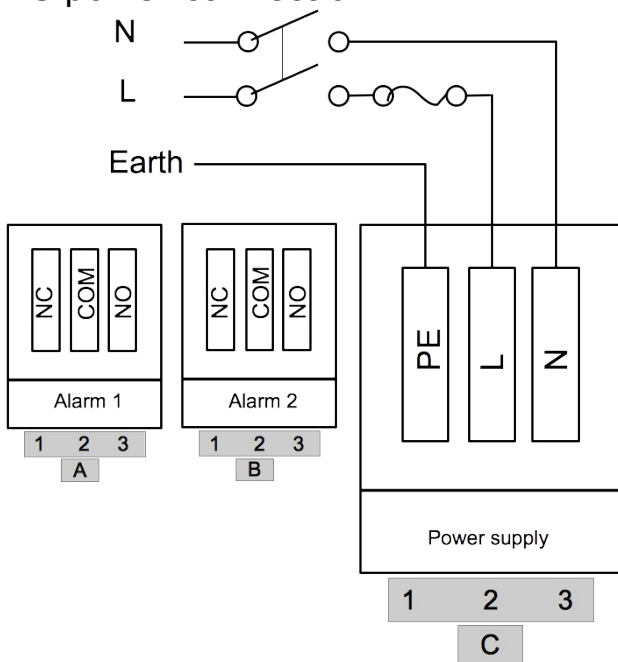 N
L
Earth
NC COM NO
Alarm 1
1 2 3
A
NC COM NO
Alarm 2
1 2 3
B
PE L N
Power supply
1 2 3
C